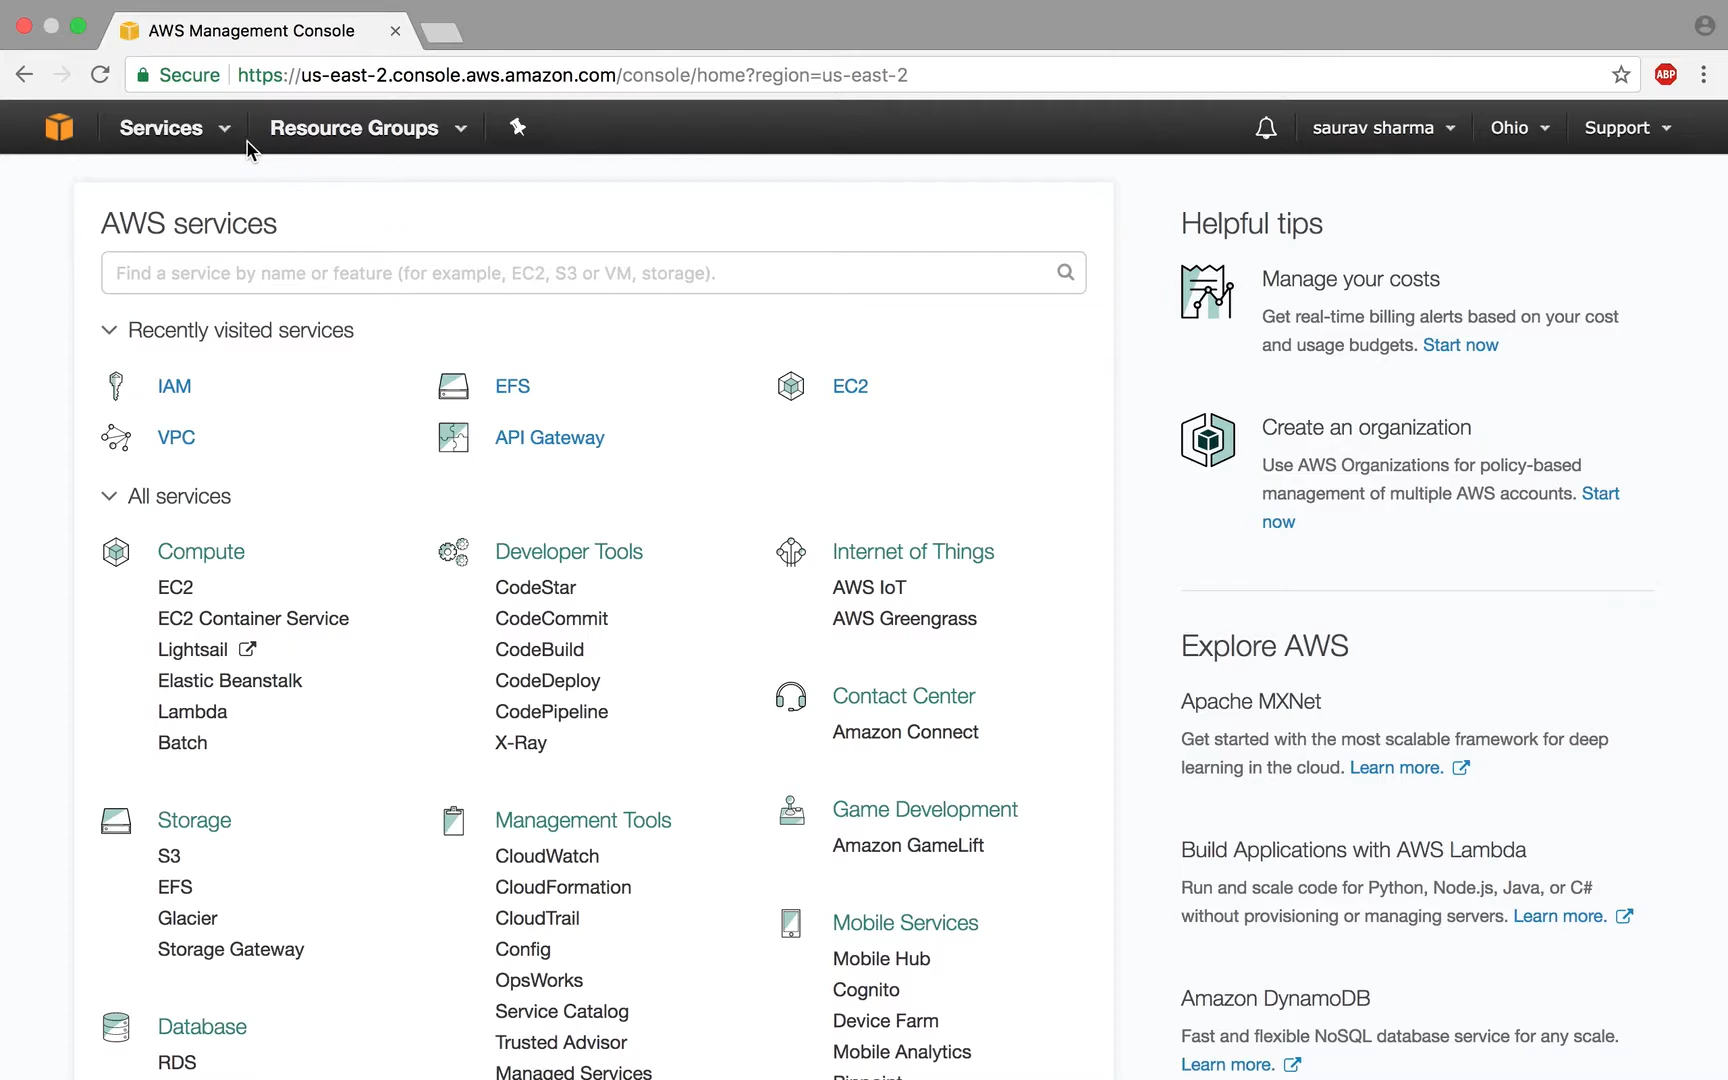 AWS Management Console
Secure
https://us-east-2.console.aws.amazon.com/console/home?region=us-east-2
ABP
Services
Resource Groups
saurav sharma
Ohio
Support
AWS services
Find a service by name or feature (for example, EC2, S3 or VM, storage).
Recently visited services
IAM
EFS
EC2
VPC
API Gateway
All services
Compute
EC2
EC2 Container Service
Lightsail
Elastic Beanstalk
Lambda
Batch
Storage
S3
EFS
Glacier
Storage Gateway
Database
RDS
Developer Tools
CodeStar
CodeCommit
CodeBuild
CodeDeploy
CodePipeline
X-Ray
Management Tools
CloudWatch
CloudFormation
CloudTrail
Config
OpsWorks
Service Catalog
Trusted Advisor
Managed Services
Internet of Things
AWS IoT
AWS Greengrass
Contact Center
Amazon Connect
Game Development
Amazon GameLift
Mobile Services
Mobile Hub
Cognito
Device Farm
Mobile Analytics
Pinpoint
Helpful tips
Manage your costs
Get real-time billing alerts based on your cost
and usage budgets. Start now
Create an organization
Use AWS Organizations for policy-based
management of multiple AWS accounts. Start
now
Explore AWS
Apache MXNet
Get started with the most scalable framework for deep
learning in the cloud. Learn more.
Build Applications with AWS Lambda
Run and scale code for Python, Node.js, Java, or C#
without provisioning or managing servers. Learn more.
Amazon DynamoDB
Fast and flexible NoSQL database service for any scale.
Learn more.